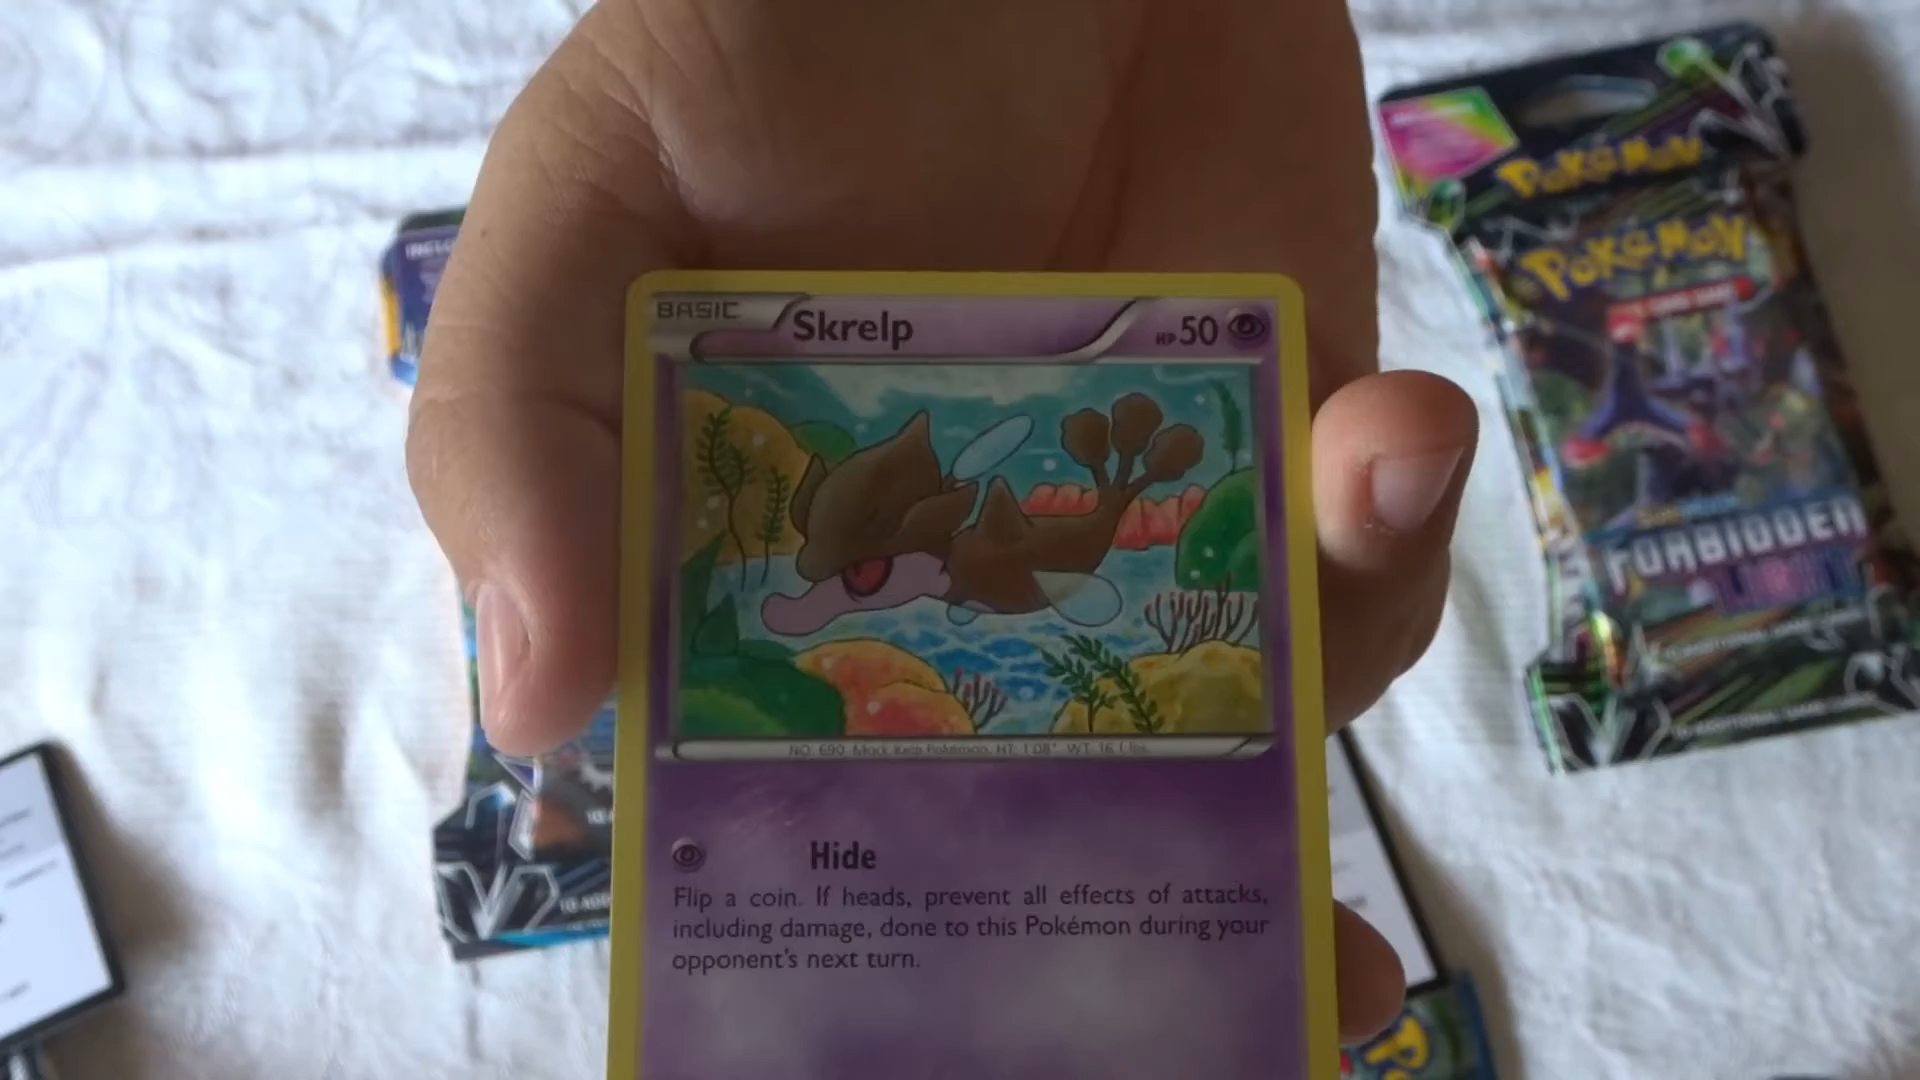 BASIC
Skrelp
HP 50
NO. 690 Mock Kelp Pokémon HT: 1'08" WT: 16.1 lbs.
Hide
Flip a coin. If heads, prevent all effects of attacks,
including damage, done to this Pokémon during your
opponent's next turn.
POKéMON
POKéMON
FORBIDDEN
LIGHT